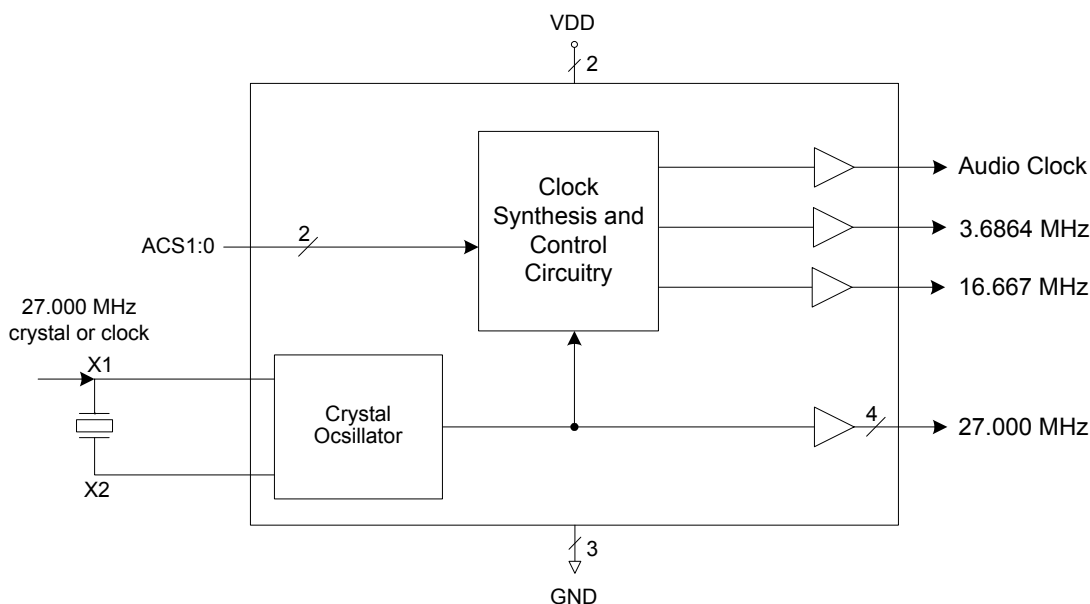 VDD
2
Clock
Synthesis and
Control
Circuitry
Audio Clock
3.6864 MHz
16.667 MHz
ACS1:0
2
27.000 MHz
crystal or clock
X1
X2
Crystal
Ocsillator
4
27.000 MHz
3
GND